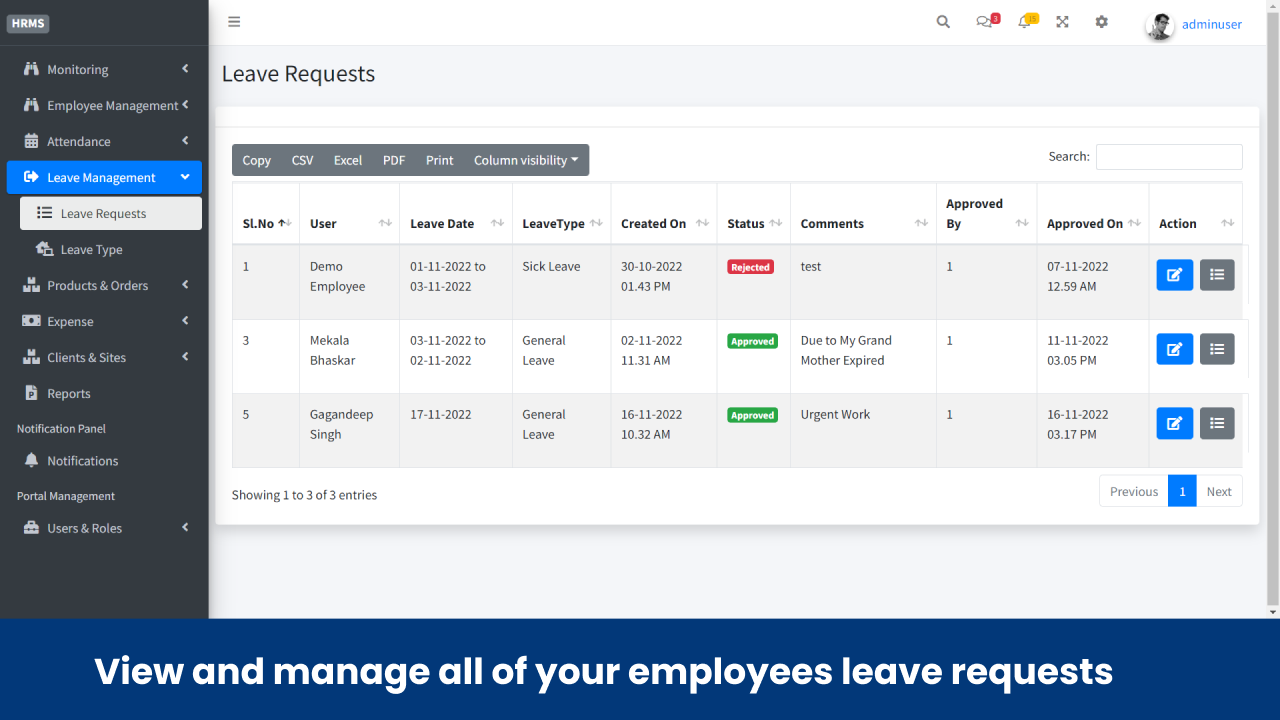 HRMS
3
15
adminuser
Monitoring
Employee Management
Attendance
Leave Management
Leave Requests
Leave Type
Products & Orders
Expense
Clients & Sites
Reports
Notification Panel
Notifications
Portal Management
Users & Roles
Leave Requests
Copy CSV Excel PDF Print Column visibility
Search:
Sl.No User Leave Date LeaveType Created On Status Comments Approved By Approved On Action
1 Demo Employee 01-11-2022 to 03-11-2022 Sick Leave 30-10-2022 01.43 PM Rejected test 1 07-11-2022 12.59 AM
3 Mekala Bhaskar 03-11-2022 to 02-11-2022 General Leave 02-11-2022 11.31 AM Approved Due to My Grand Mother Expired 1 11-11-2022 03.05 PM
5 Gagandeep Singh 17-11-2022 General Leave 16-11-2022 10.32 AM Approved Urgent Work 1 16-11-2022 03.17 PM
Showing 1 to 3 of 3 entries
Previous 1 Next
View and manage all of your employees leave requests